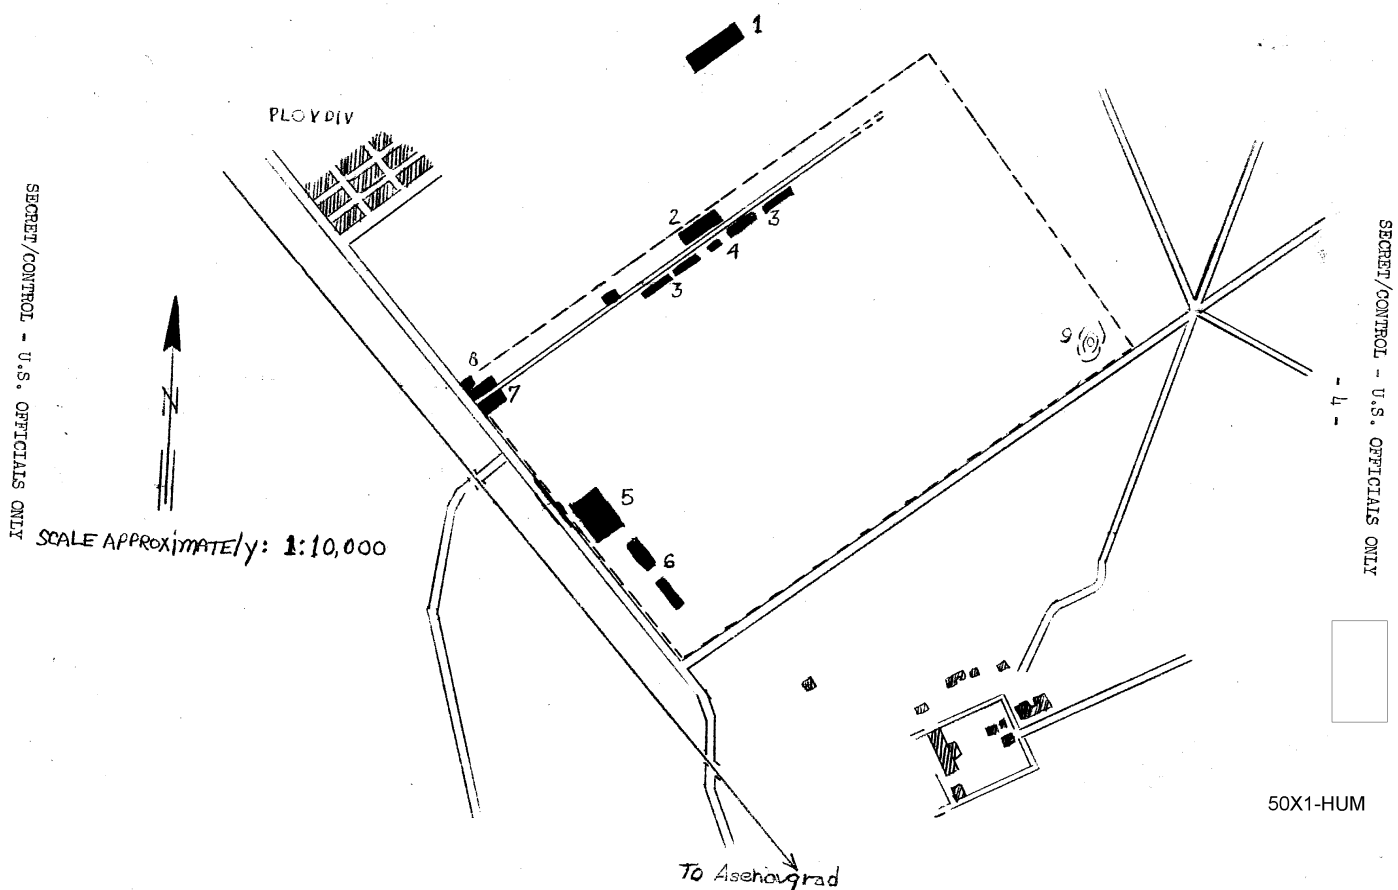 1
PLOVDIV
SECRET/CONTROL - U.S. OFFICIALS ONLY
SECRET/CONTROL - U.S. OFFICIALS ONLY
- 4 -
2
3
4
3
9
8
7
N
5
6
SCALE APPROXIMATEly: 1:10,000
50X1-HUM
To Asenovgrad